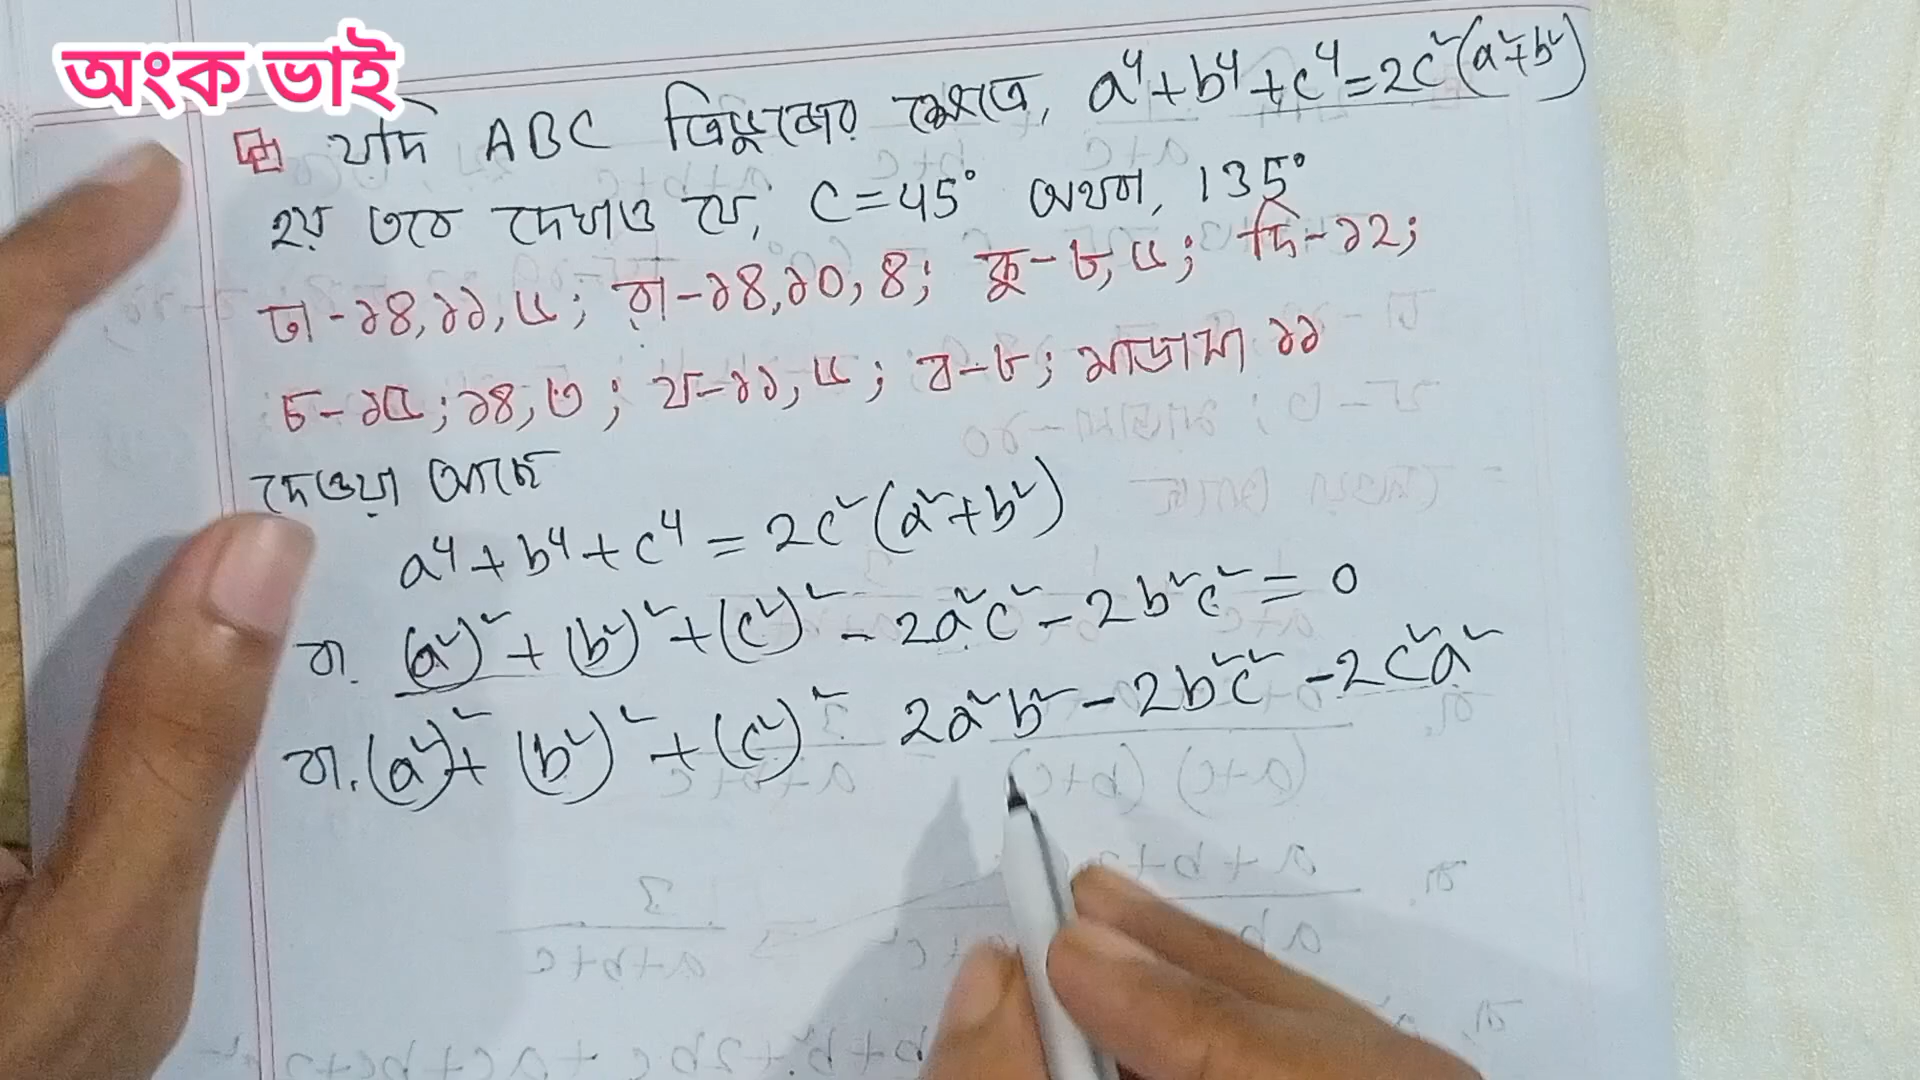 অংক ভাই
যদি ABC ত্রিভুজের ক্ষেত্রে, a⁴+b⁴+c⁴=2c²(a²+b²)
হয় তবে দেখাও যে, C=45° অথবা, 135°
ঢা-১৪,১১,৫; রা-১৪,১০,৪; কু-৮,৫; দি-১২;
চ-১৫;১৪,৩; য-১১,৫; ব-৮; মাদ্রাসা ১১
দেওয়া আছে
a⁴+b⁴+c⁴=2c²(a²+b²)
বা. (a²)²+(b²)²+(c²)²-2a²c²-2b²c²=0
বা.(a²)²+(b²)²+(c²)² 2a²b²-2b²c²-2c²a²